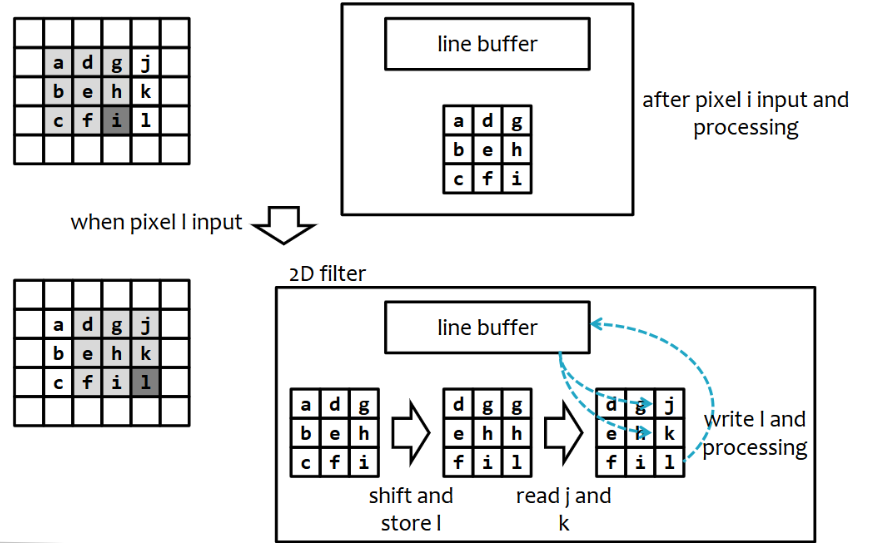 line buffer
a d g j
b e h k
c f i l
a d g
b e h
c f i
after pixel i input and
processing
when pixel l input
2D filter
line buffer
a d g j
b e h k
c f i l
a d g
b e h
c f i
d g g
e h h
f i l
d g j
e h k
f i l
shift and
store l
read j and
k
write l and
processing